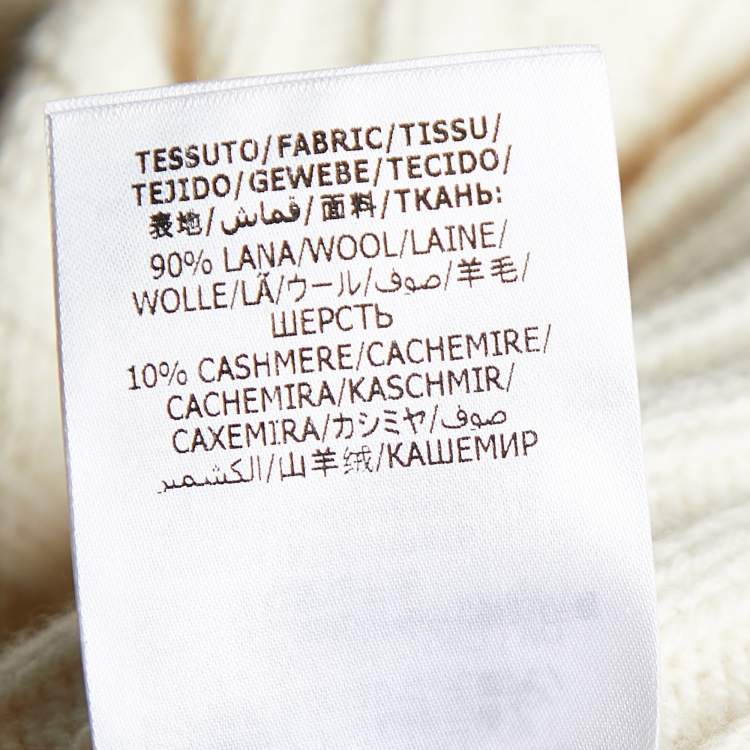 TESSUTO/FABRIC/TISSU/
TEJIDO/GEWEBE/TECIDO/
表地/قماش/面料/ТКАНЬ:
90% LANA/WOOL/LAINE/
WOLLE/LÃ/ウール/صوف/羊毛/
ШЕРСТЬ
10% CASHMERE/CACHEMIRE/
CACHEMIRA/KASCHMIR/
CAXEMIRA/カシミヤ/صوف
الكشمير/山羊绒/КАШЕМИР